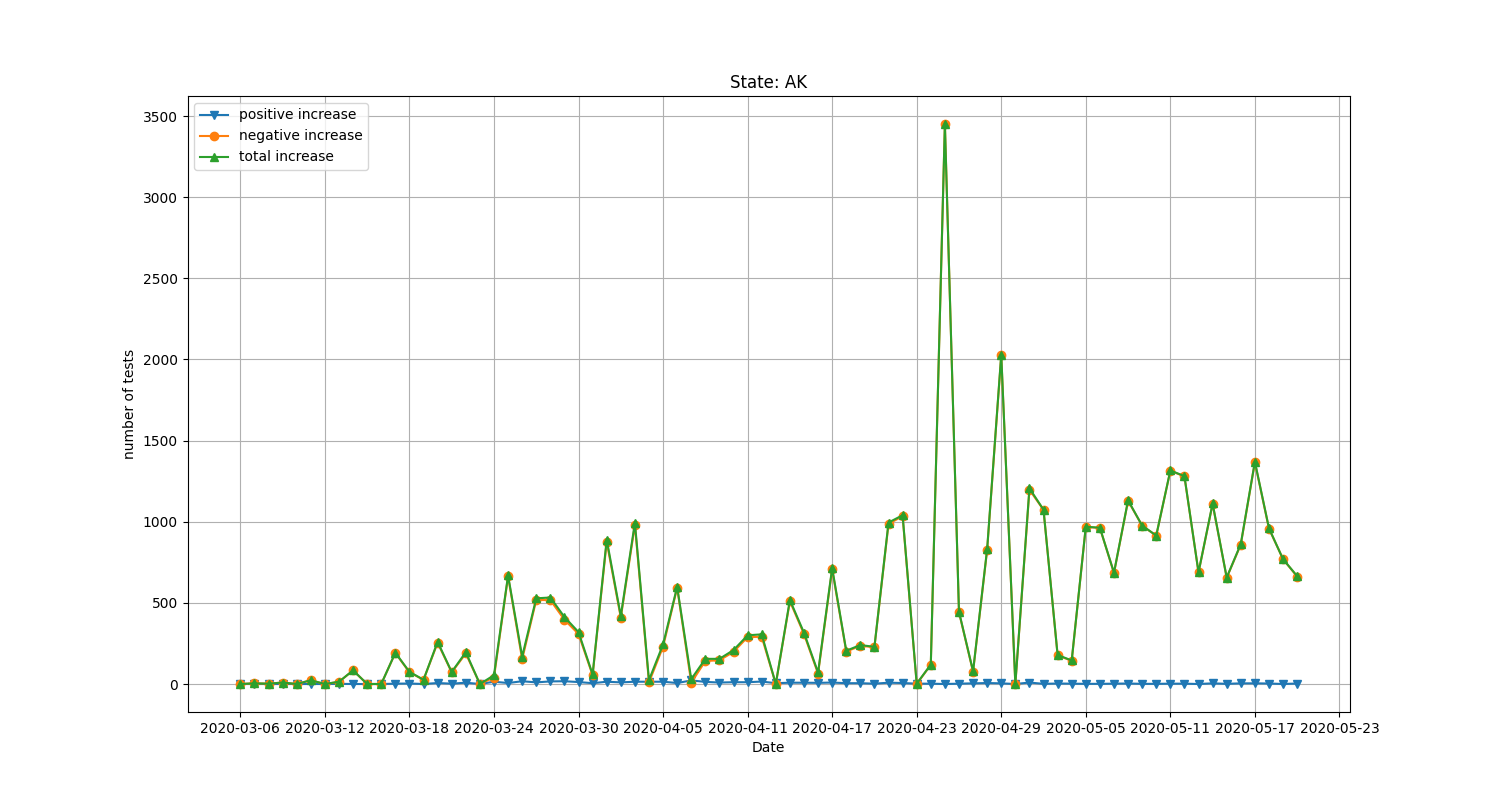 State: AK
positive increase
negative increase
total increase
3500
3000
2500
2000
1500
1000
500
0
number of tests
2020-03-06 2020-03-12 2020-03-18 2020-03-24 2020-03-30 2020-04-05 2020-04-11 2020-04-17 2020-04-23 2020-04-29 2020-05-05 2020-05-11 2020-05-17 2020-05-23
Date